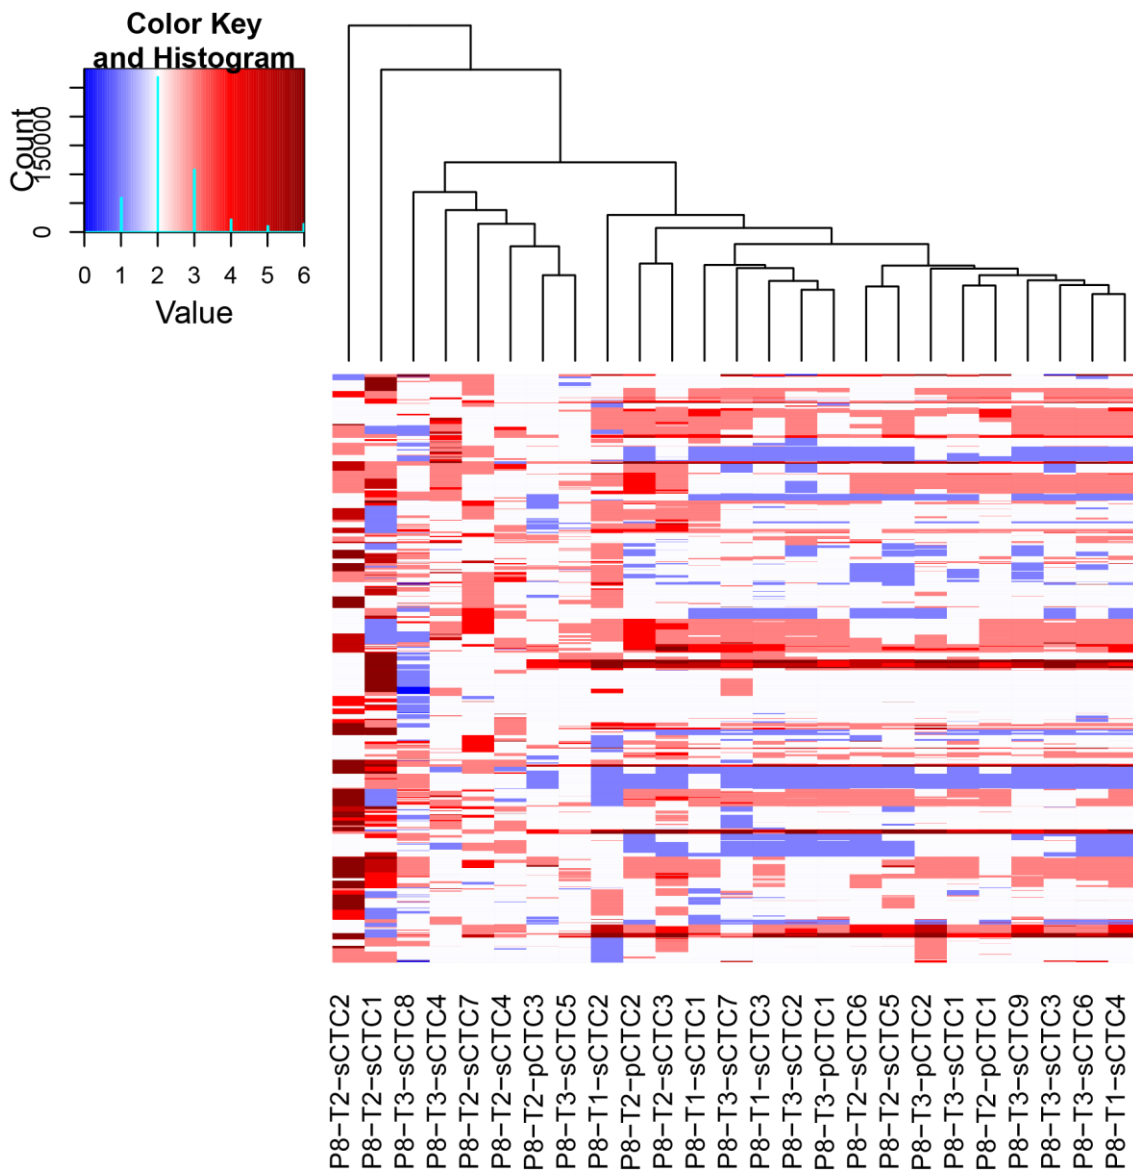 Color Key
and Histogram
Count
0
150000
0 1 2 3 4 5 6
Value
P8-T2-sCTC2
P8-T2-sCTC1
P8-T3-sCTC8
P8-T3-sCTC4
P8-T2-sCTC7
P8-T2-sCTC4
P8-T2-pCTC3
P8-T3-sCTC5
P8-T1-sCTC2
P8-T2-pCTC2
P8-T2-sCTC3
P8-T1-sCTC1
P8-T3-sCTC7
P8-T1-sCTC3
P8-T3-sCTC2
P8-T3-pCTC1
P8-T2-sCTC6
P8-T2-sCTC5
P8-T3-pCTC2
P8-T3-sCTC1
P8-T2-pCTC1
P8-T3-sCTC9
P8-T3-sCTC3
P8-T3-sCTC6
P8-T1-sCTC4